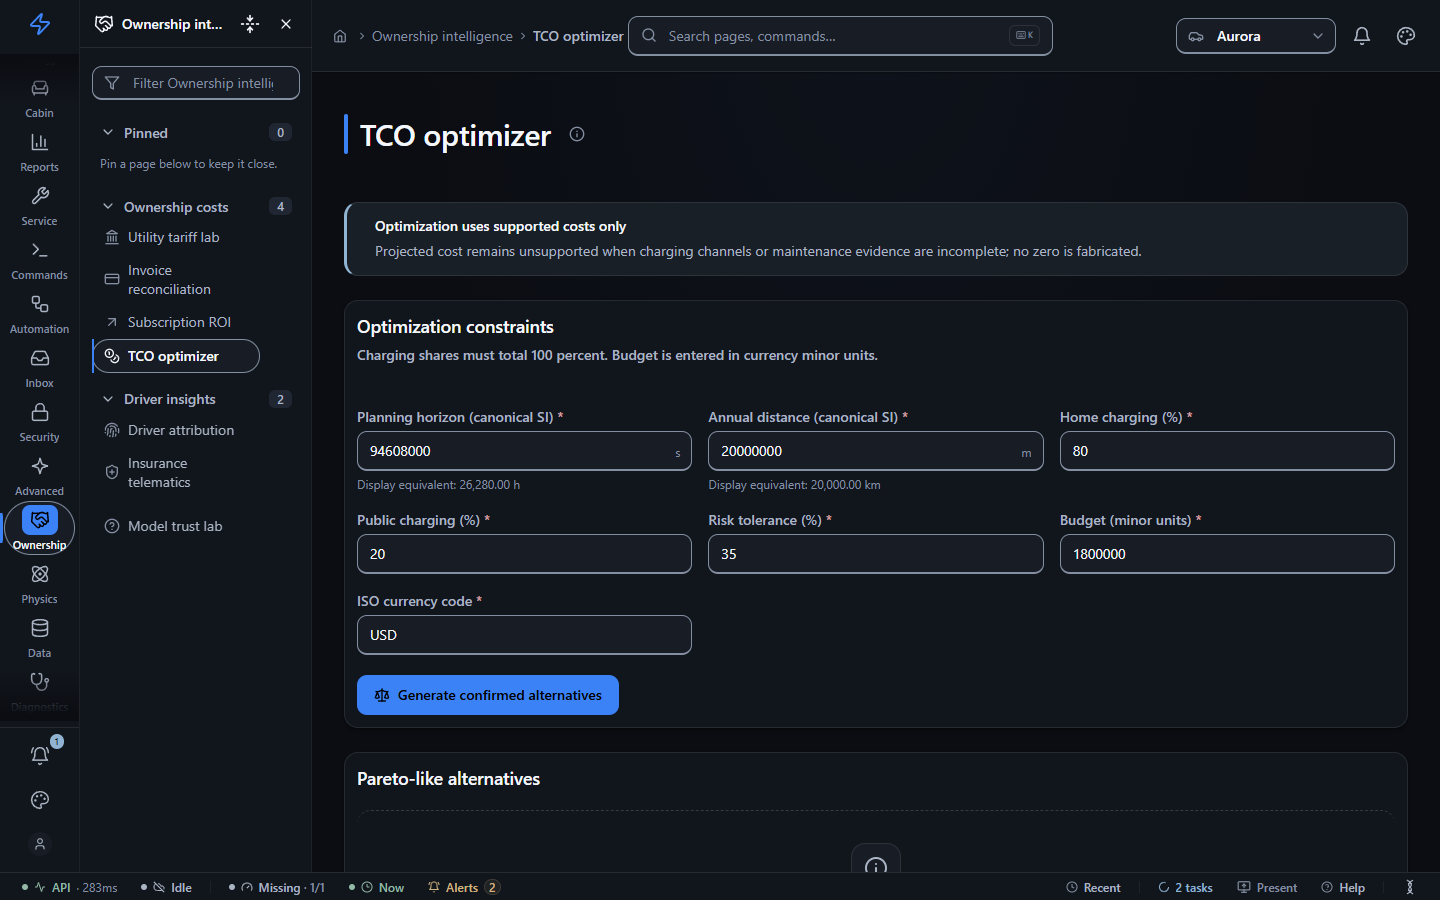 Ownership int...
Ownership intelligence
TCO optimizer
Search pages, commands...
K
Aurora
Cabin
Reports
Service
Commands
Automation
Inbox
Security
Advanced
Ownership
Physics
Data
Diagnostics
1
Filter Ownership intelli
Pinned
0
Pin a page below to keep it close.
Ownership costs
4
Utility tariff lab
Invoice
reconciliation
Subscription ROI
TCO optimizer
Driver insights
2
Driver attribution
Insurance
telematics
Model trust lab
TCO optimizer
Optimization uses supported costs only
Projected cost remains unsupported when charging channels or maintenance evidence are incomplete; no zero is fabricated.
Optimization constraints
Charging shares must total 100 percent. Budget is entered in currency minor units.
Planning horizon (canonical SI) *
94608000
s
Display equivalent: 26,280.00 h
Annual distance (canonical SI) *
20000000
m
Display equivalent: 20,000.00 km
Home charging (%) *
80
Public charging (%) *
20
Risk tolerance (%) *
35
Budget (minor units) *
1800000
ISO currency code *
USD
Generate confirmed alternatives
Pareto-like alternatives
API · 283ms
Idle
Missing · 1/1
Now
Alerts 2
Recent
2 tasks
Present
Help